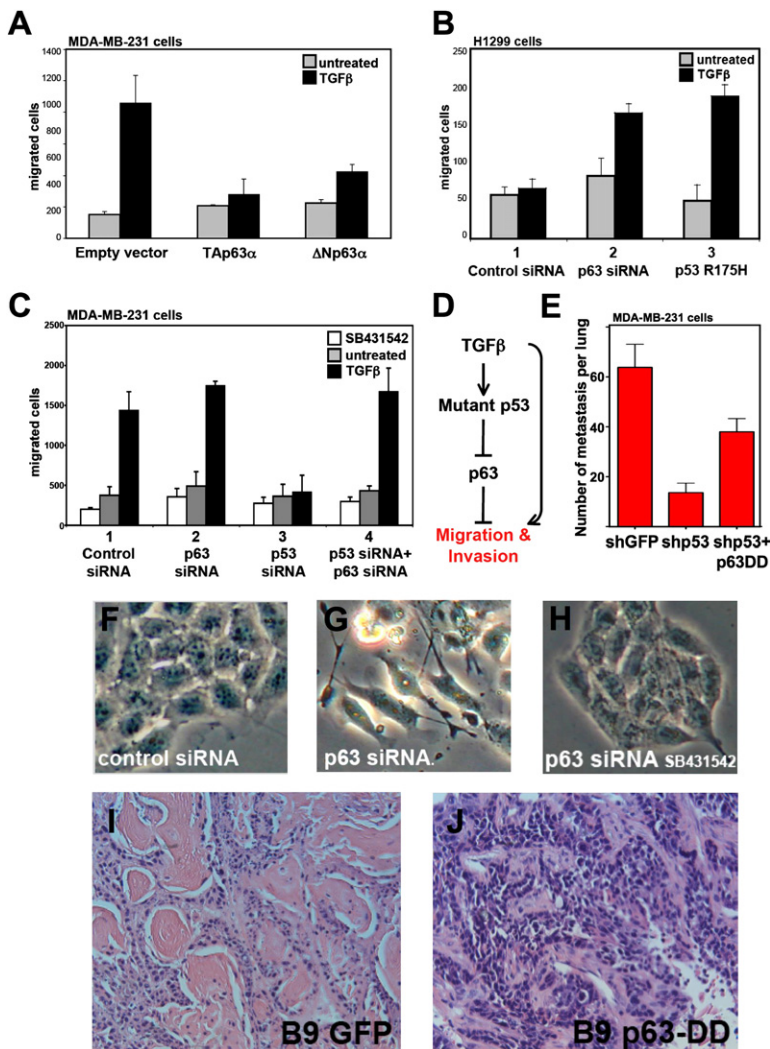 A
MDA-MB-231 cells
untreated
TGFβ
migrated cells
1400
1200
1000
800
600
400
200
0
Empty vector
TAp63α
ΔNp63α
B
H1299 cells
untreated
TGFβ
migrated cells
250
200
150
100
50
0
1
2
3
Control siRNA
p63 siRNA
p53 R175H
C
MDA-MB-231 cells
SB431542
untreated
TGFβ
migrated cells
2500
2000
1500
1000
500
0
1
2
3
4
Control
siRNA
p63
siRNA
p53
siRNA
p53 siRNA+
p63 siRNA
D
TGFβ
Mutant p53
p63
Migration &
Invasion
E
MDA-MB-231 cells
Number of metastasis per lung
60
40
20
shGFP
shp53
shp53+
p63DD
F
control siRNA
G
p63 siRNA.
H
p63 siRNA SB431542
I
B9 GFP
J
B9 p63-DD